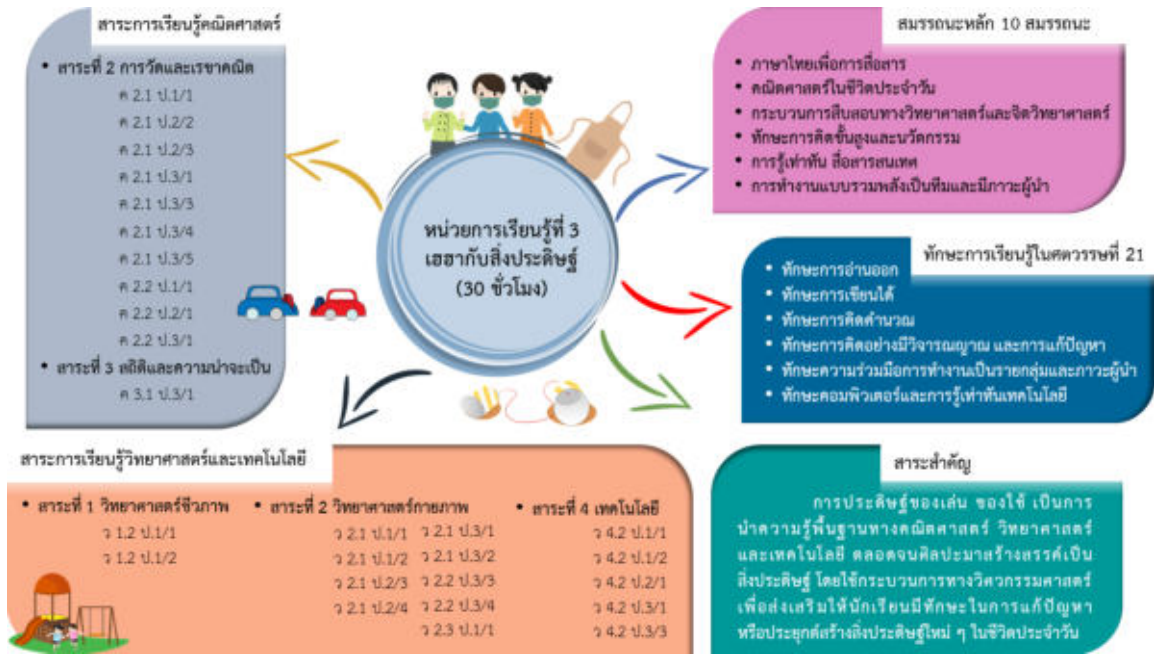 สาระการเรียนรู้คณิตศาสตร์
• สาระที่ 2 การวัดและเรขาคณิต
ค 2.1 ป.1/1
ค 2.1 ป.2/2
ค 2.1 ป.2/3
ค 2.1 ป.3/1
ค 2.1 ป.3/3
ค 2.1 ป.3/4
ค 2.1 ป.3/5
ค 2.2 ป.1/1
ค 2.2 ป.2/1
ค 2.2 ป.3/1
• สาระที่ 3 สถิติและความน่าจะเป็น
ค 3.1 ป.3/1
หน่วยการเรียนรู้ที่ 3
เฮฮากับสิ่งประดิษฐ์
(30 ชั่วโมง)
สมรรถนะหลัก 10 สมรรถนะ
• ภาษาไทยเพื่อการสื่อสาร
• คณิตศาสตร์ในชีวิตประจำวัน
• กระบวนการสืบสอบทางวิทยาศาสตร์และจิตวิทยาศาสตร์
• ทักษะการคิดขั้นสูงและนวัตกรรม
• การรู้เท่าทัน สื่อสารสนเทศ
• การทำงานแบบรวมพลังเป็นทีมและมีภาวะผู้นำ
ทักษะการเรียนรู้ในศตวรรษที่ 21
• ทักษะการอ่านออก
• ทักษะการเขียนได้
• ทักษะการคิดคำนวณ
• ทักษะการคิดอย่างมีวิจารณญาณ และการแก้ปัญหา
• ทักษะความร่วมมือการทำงานเป็นรายกลุ่มและภาวะผู้นำ
• ทักษะคอมพิวเตอร์และการรู้เท่าทันเทคโนโลยี
สาระการเรียนรู้วิทยาศาสตร์และเทคโนโลยี
• สาระที่ 1 วิทยาศาสตร์ชีวภาพ
ว 1.2 ป.1/1
ว 1.2 ป.1/2
• สาระที่ 2 วิทยาศาสตร์กายภาพ
ว 2.1 ป.1/1 ว 2.1 ป.3/1
ว 2.1 ป.1/2 ว 2.1 ป.3/2
ว 2.1 ป.2/3 ว 2.2 ป.3/3
ว 2.1 ป.2/4 ว 2.2 ป.3/4
ว 2.3 ป.1/1
• สาระที่ 4 เทคโนโลยี
ว 4.2 ป.1/1
ว 4.2 ป.1/2
ว 4.2 ป.2/1
ว 4.2 ป.3/1
ว 4.2 ป.3/3
สาระสำคัญ
การประดิษฐ์ของเล่น ของใช้ เป็นการ
นำความรู้พื้นฐานทางคณิตศาสตร์ วิทยาศาสตร์
และเทคโนโลยี ตลอดจนศิลปะมาสร้างสรรค์เป็น
สิ่งประดิษฐ์ โดยใช้กระบวนการทางวิศวกรรมศาสตร์
เพื่อส่งเสริมให้นักเรียนมีทักษะในการแก้ปัญหา
หรือประยุกต์สร้างสิ่งประดิษฐ์ใหม่ ๆ ในชีวิตประจำวัน